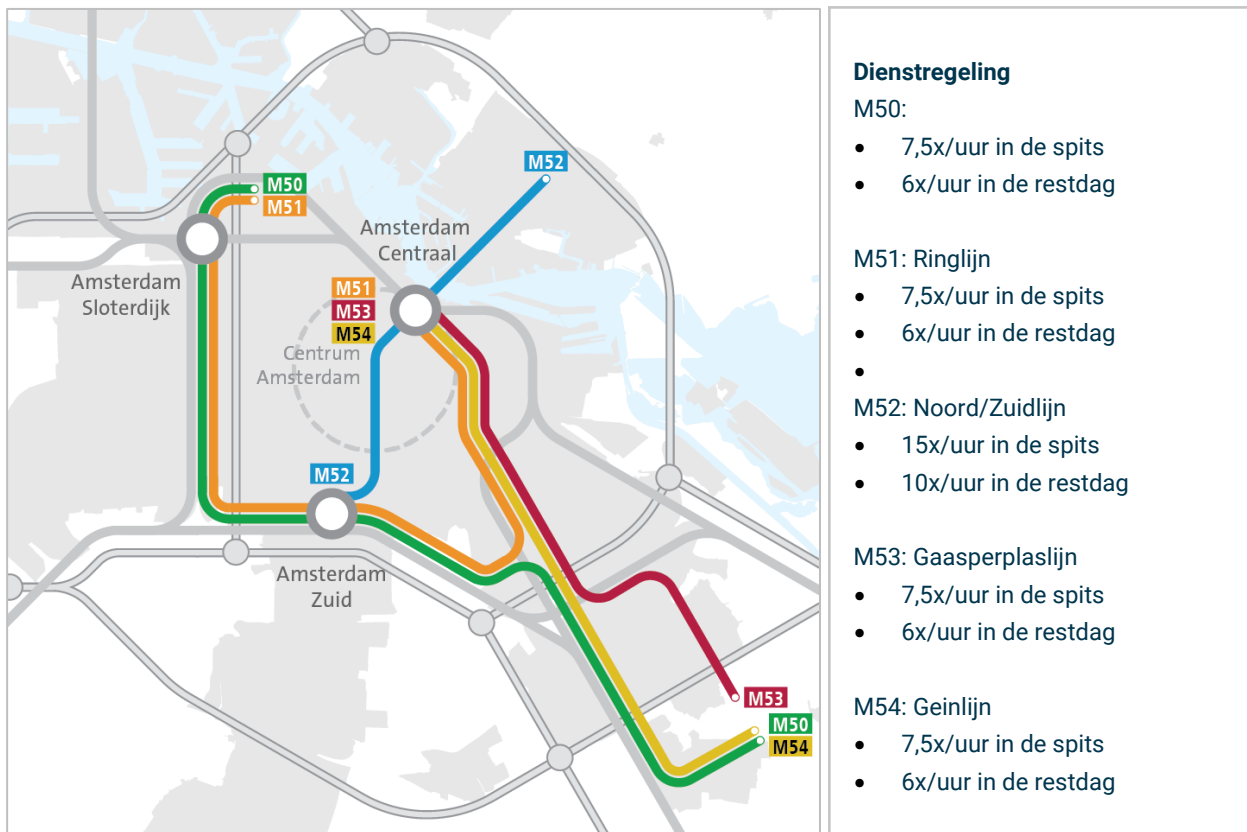 M52
M50
M51
Amsterdam
Centraal
Amsterdam
Sloterdijk
M51
M53
M54
Centrum
Amsterdam
M52
Amsterdam
Zuid
M53
M50
M54
Dienstregeling
M50:
• 7,5x/uur in de spits
• 6x/uur in de restdag
M51: Ringlijn
• 7,5x/uur in de spits
• 6x/uur in de restdag
•
M52: Noord/Zuidlijn
• 15x/uur in de spits
• 10x/uur in de restdag
M53: Gaasperplaslijn
• 7,5x/uur in de spits
• 6x/uur in de restdag
M54: Geinlijn
• 7,5x/uur in de spits
• 6x/uur in de restdag